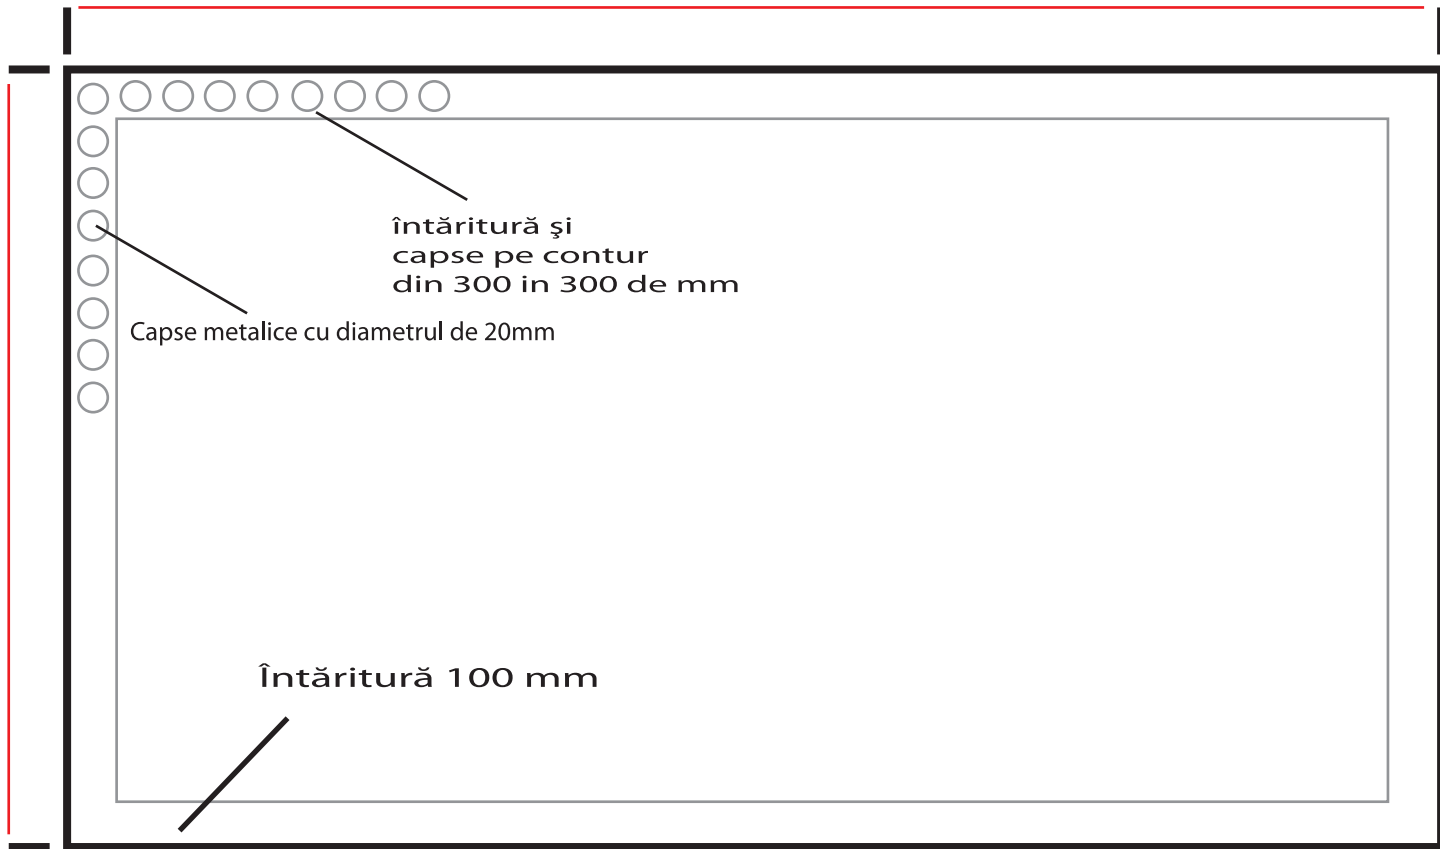 întăritură şi
capse pe contur
din 300 in 300 de mm
Capse metalice cu diametrul de 20mm
Întăritură 100 mm